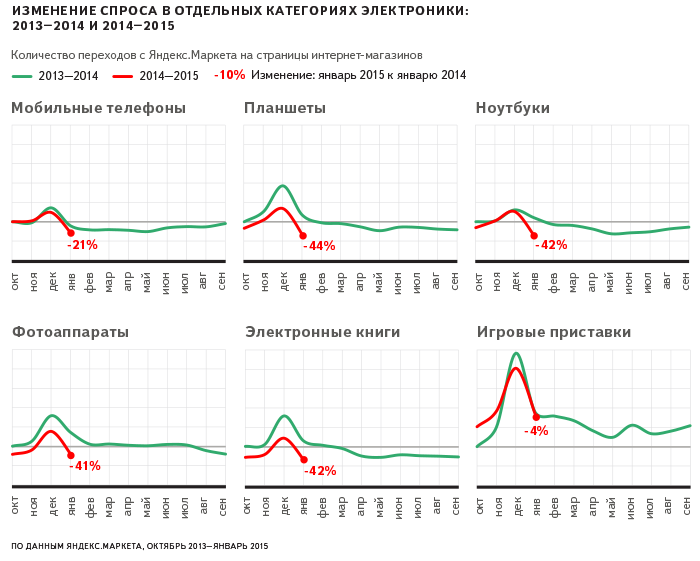 ИЗМЕНЕНИЕ СПРОСА В ОТДЕЛЬНЫХ КАТЕГОРИЯХ ЭЛЕКТРОНИКИ:
2013—2014 И 2014—2015
Количество переходов с Яндекс.Маркета на страницы интернет-магазинов
2013—2014 2014—2015 -10% Изменение: январь 2015 к январю 2014
Мобильные телефоны
-21%
окт ноя дек янв фев мар апр май июн июл авг сен
Планшеты
-44%
окт ноя дек янв фев мар апр май июн июл авг сен
Ноутбуки
-42%
окт ноя дек янв фев мар апр май июн июл авг сен
Фотоаппараты
-41%
окт ноя дек янв фев мар апр май июн июл авг сен
Электронные книги
-42%
окт ноя дек янв фев мар апр май июн июл авг сен
Игровые приставки
-4%
окт ноя дек янв фев мар апр май июн июл авг сен
ПО ДАННЫМ ЯНДЕКС.МАРКЕТА, ОКТЯБРЬ 2013—ЯНВАРЬ 2015